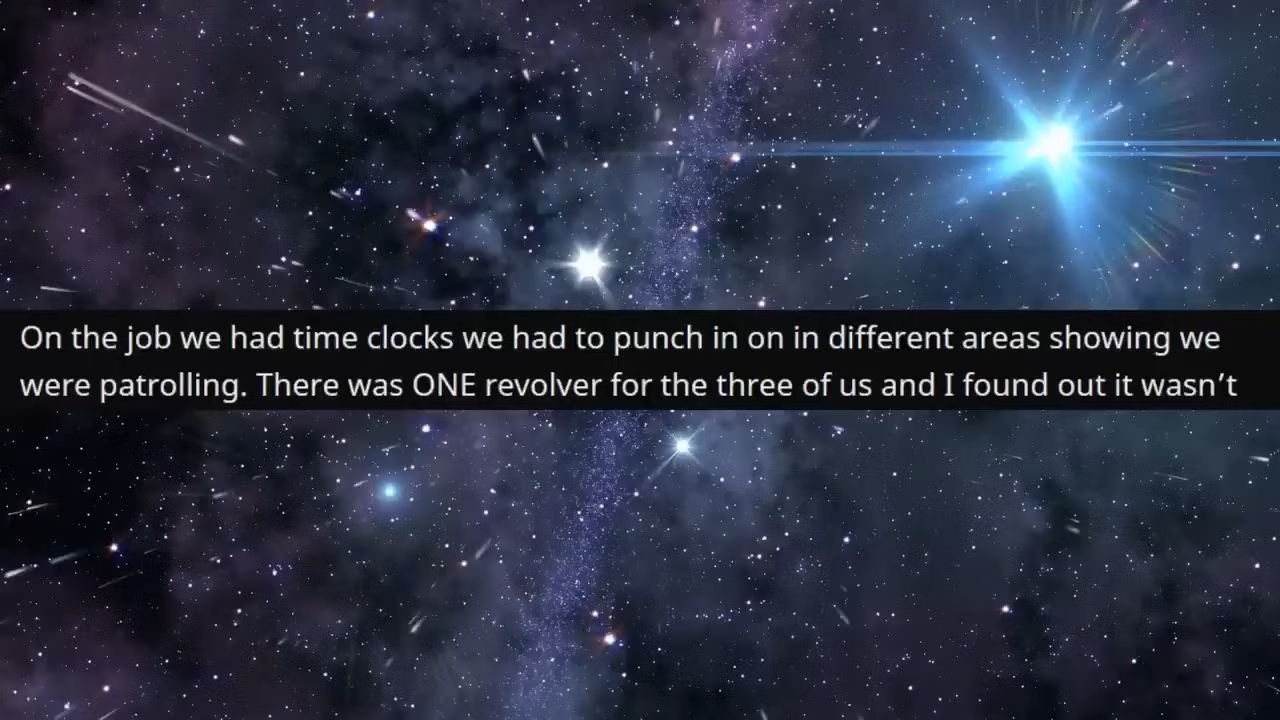 On the job we had time clocks we had to punch in on in different areas showing we
were patrolling. There was ONE revolver for the three of us and I found out it wasn’t